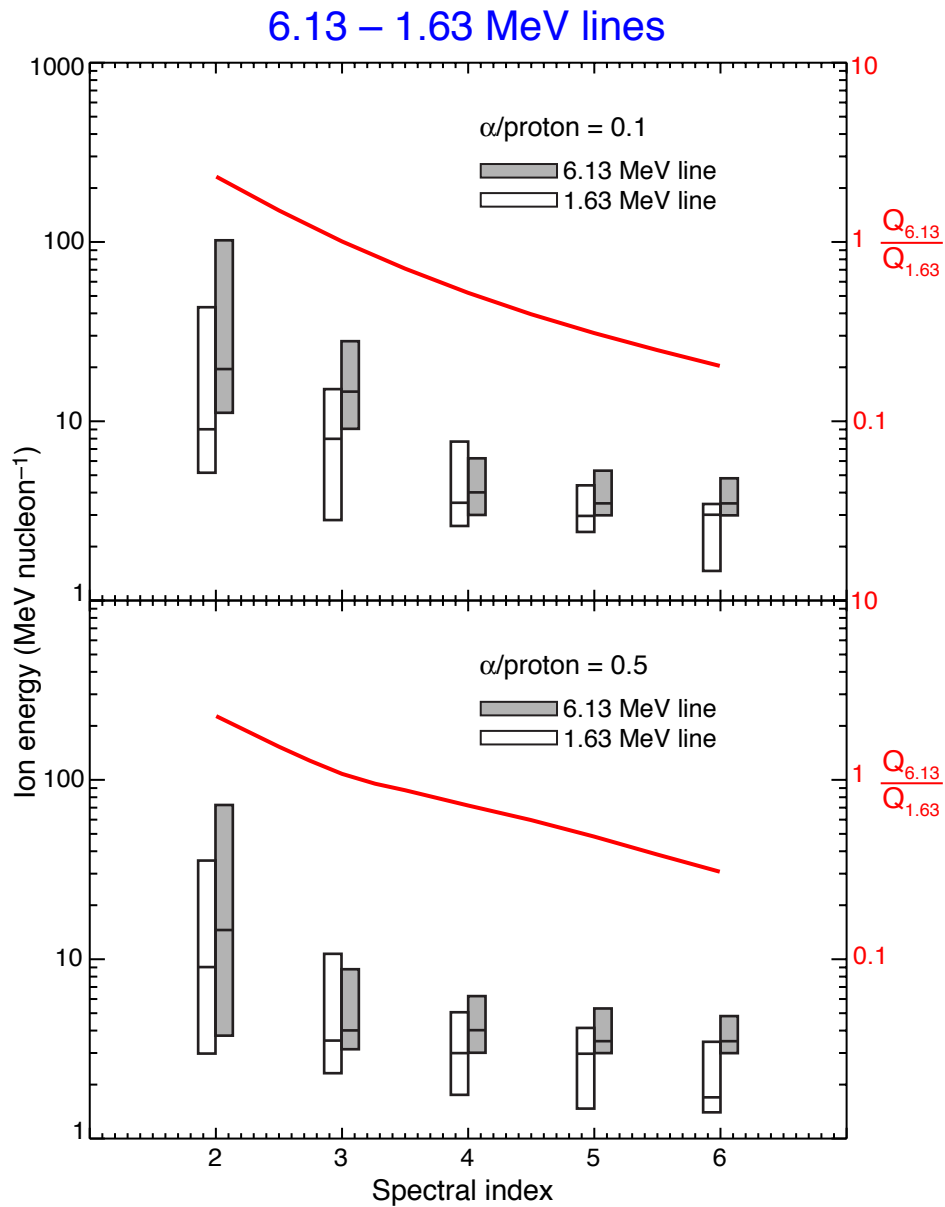 6.13 – 1.63 MeV lines
1000
100
10
1
10
1
0.1
α/proton = 0.1
6.13 MeV line
1.63 MeV line
Q6.13
Q1.63
Ion energy (MeV nucleon⁻¹)
100
10
1
10
1
0.1
α/proton = 0.5
6.13 MeV line
1.63 MeV line
Q6.13
Q1.63
2 3 4 5 6
Spectral index